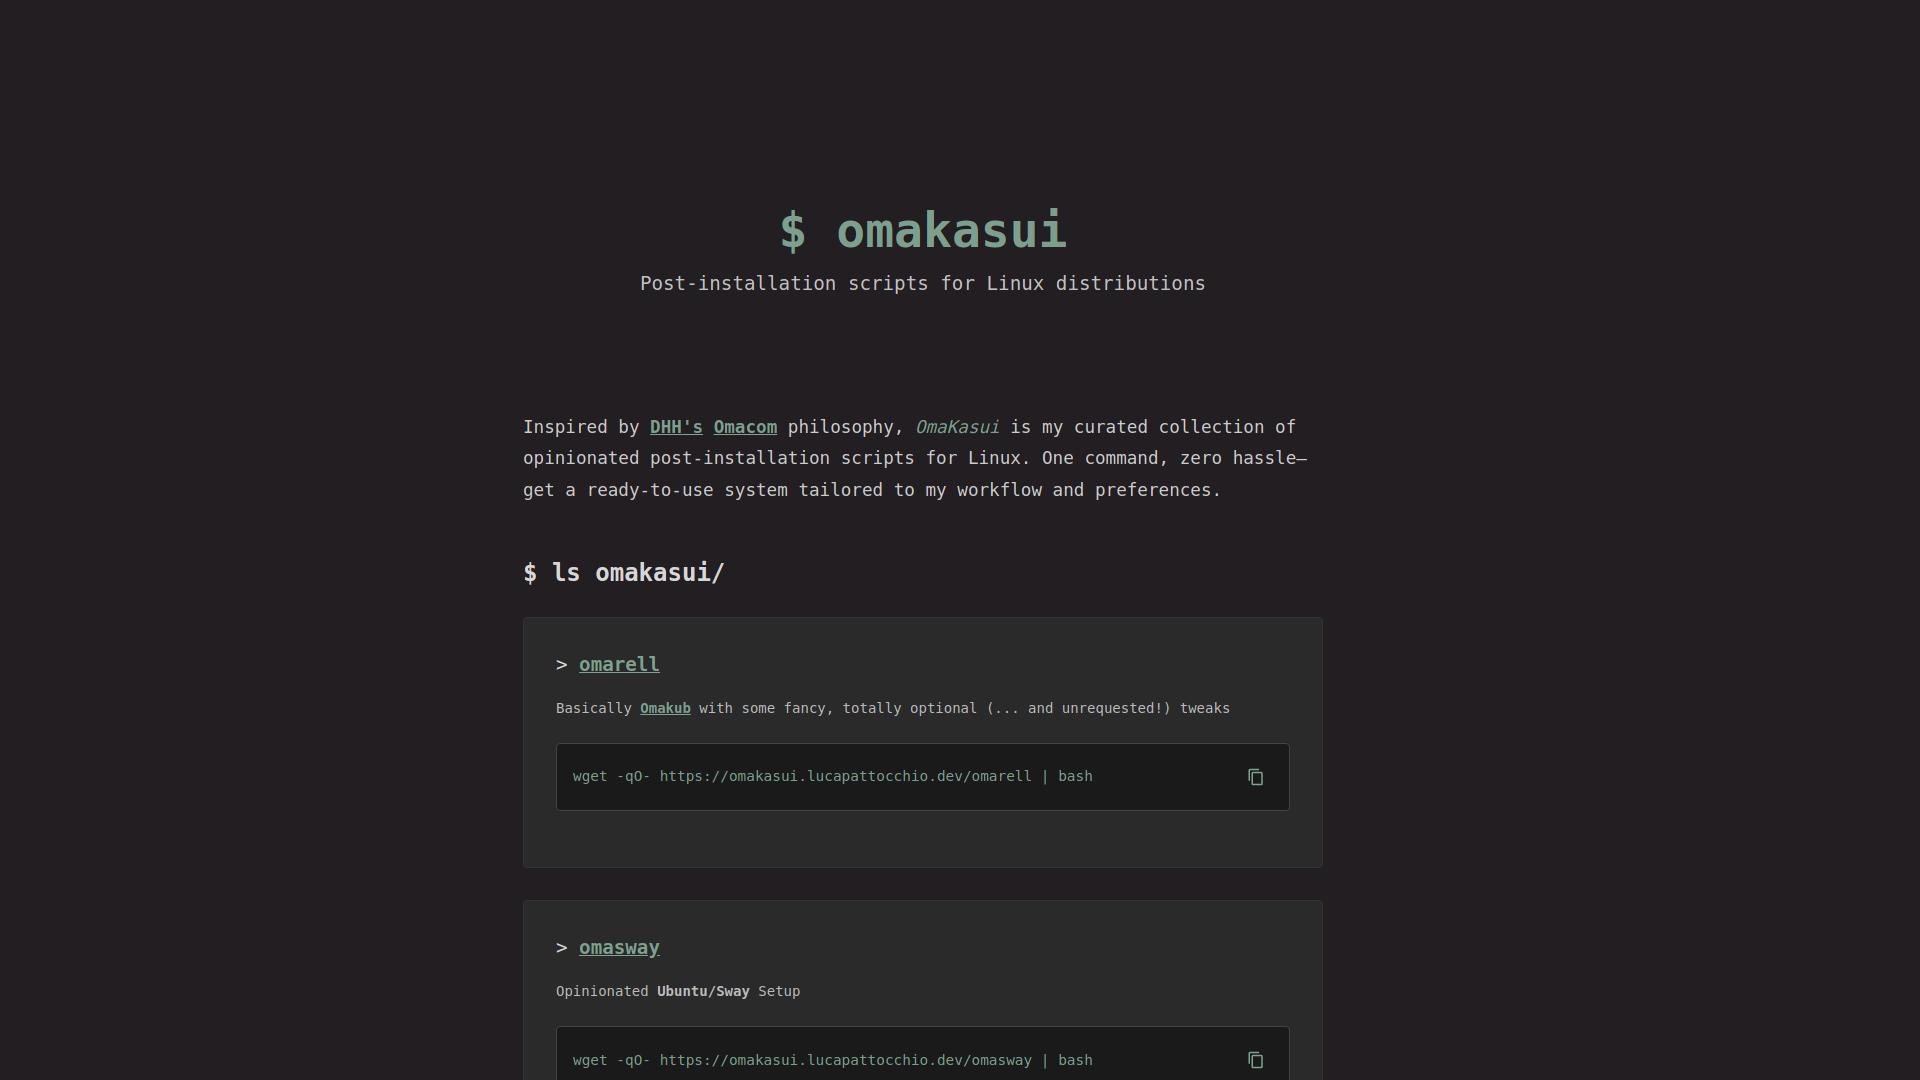 $ omakasui
Post-installation scripts for Linux distributions
Inspired by DHH's Omacom philosophy, OmaKasui is my curated collection of
opinionated post-installation scripts for Linux. One command, zero hassle—
get a ready-to-use system tailored to my workflow and preferences.
$ ls omakasui/
> omarell
Basically Omakub with some fancy, totally optional (... and unrequested!) tweaks
wget -qO- https://omakasui.lucapattocchio.dev/omarell | bash
> omasway
Opinionated Ubuntu/Sway Setup
wget -qO- https://omakasui.lucapattocchio.dev/omasway | bash